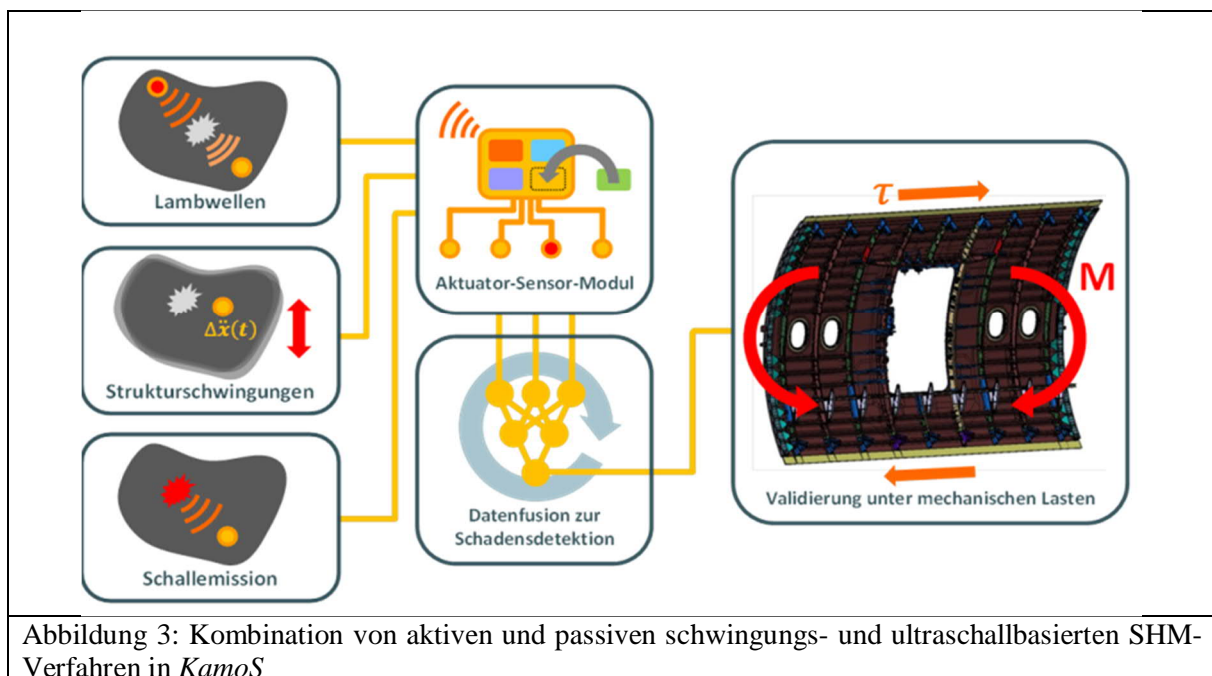 Lambwellen
Δẍ(t)
Strukturschwingungen
Schallemission
Aktuator-Sensor-Modul
Datenfusion zur
Schadensdetektion
τ
M
Validierung unter mechanischen Lasten
Abbildung 3: Kombination von aktiven und passiven schwingungs- und ultraschallbasierten SHM-
Verfahren in KamoS